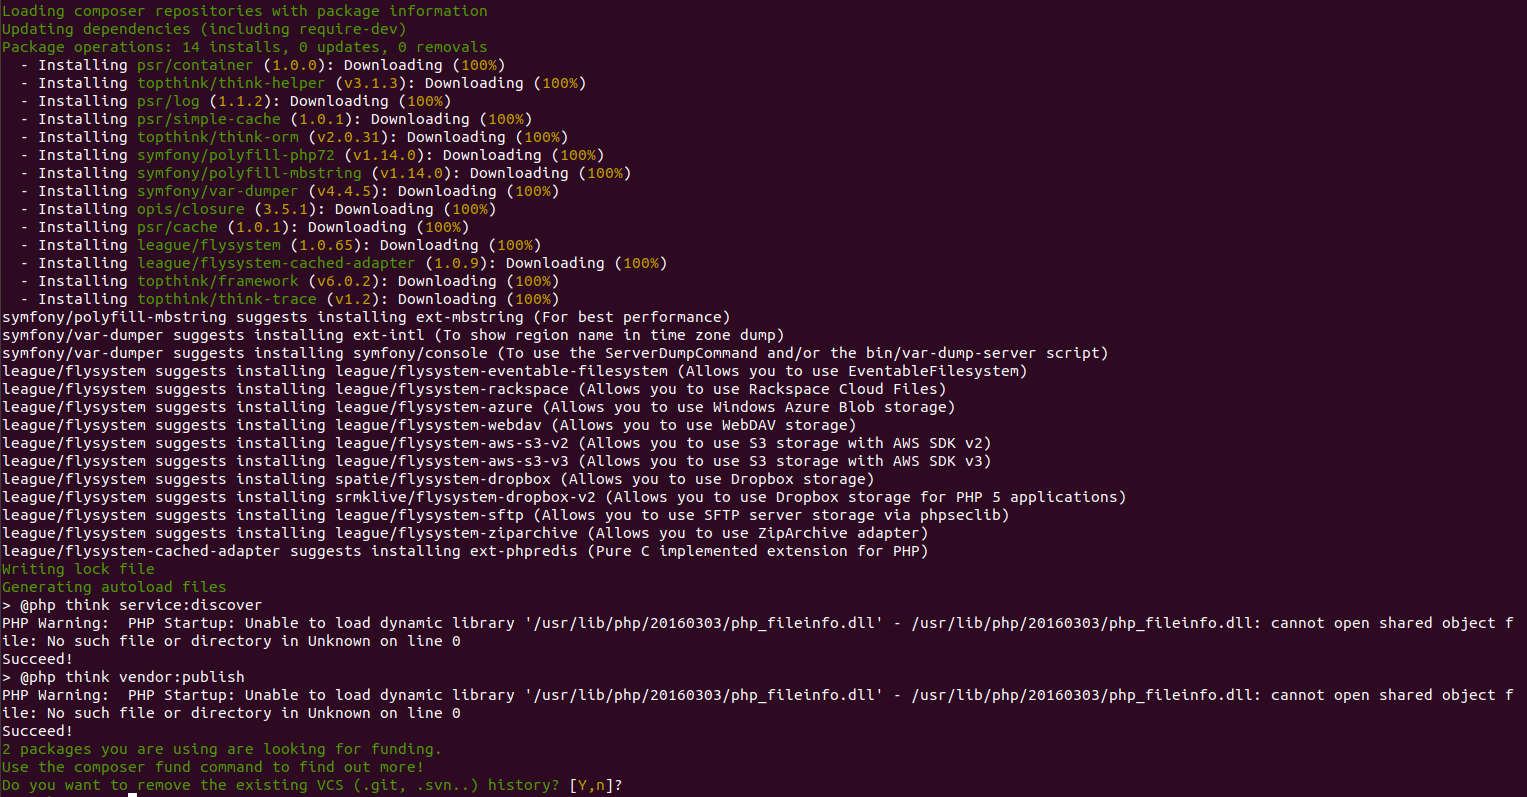 Loading composer repositories with package information
Updating dependencies (including require-dev)
Package operations: 14 installs, 0 updates, 0 removals
  - Installing psr/container (1.0.0): Downloading (100%)
  - Installing topthink/think-helper (v3.1.3): Downloading (100%)
  - Installing psr/log (1.1.2): Downloading (100%)
  - Installing psr/simple-cache (1.0.1): Downloading (100%)
  - Installing topthink/think-orm (v2.0.31): Downloading (100%)
  - Installing symfony/polyfill-php72 (v1.14.0): Downloading (100%)
  - Installing symfony/polyfill-mbstring (v1.14.0): Downloading (100%)
  - Installing symfony/var-dumper (v4.4.5): Downloading (100%)
  - Installing opis/closure (3.5.1): Downloading (100%)
  - Installing psr/cache (1.0.1): Downloading (100%)
  - Installing league/flysystem (1.0.65): Downloading (100%)
  - Installing league/flysystem-cached-adapter (1.0.9): Downloading (100%)
  - Installing topthink/framework (v6.0.2): Downloading (100%)
  - Installing topthink/think-trace (v1.2): Downloading (100%)
symfony/polyfill-mbstring suggests installing ext-mbstring (For best performance)
symfony/var-dumper suggests installing ext-intl (To show region name in time zone dump)
symfony/var-dumper suggests installing symfony/console (To use the ServerDumpCommand and/or the bin/var-dump-server script)
league/flysystem suggests installing league/flysystem-eventable-filesystem (Allows you to use EventableFilesystem)
league/flysystem suggests installing league/flysystem-rackspace (Allows you to use Rackspace Cloud Files)
league/flysystem suggests installing league/flysystem-azure (Allows you to use Windows Azure Blob storage)
league/flysystem suggests installing league/flysystem-webdav (Allows you to use WebDAV storage)
league/flysystem suggests installing league/flysystem-aws-s3-v2 (Allows you to use S3 storage with AWS SDK v2)
league/flysystem suggests installing league/flysystem-aws-s3-v3 (Allows you to use S3 storage with AWS SDK v3)
league/flysystem suggests installing spatie/flysystem-dropbox (Allows you to use Dropbox storage)
league/flysystem suggests installing srmklive/flysystem-dropbox-v2 (Allows you to use Dropbox storage for PHP 5 applications)
league/flysystem suggests installing league/flysystem-sftp (Allows you to use SFTP server storage via phpseclib)
league/flysystem suggests installing league/flysystem-ziparchive (Allows you to use ZipArchive adapter)
league/flysystem-cached-adapter suggests installing ext-phpredis (Pure C implemented extension for PHP)
Writing lock file
Generating autoload files
> @php think service:discover
PHP Warning:  PHP Startup: Unable to load dynamic library '/usr/lib/php/20160303/php_fileinfo.dll' - /usr/lib/php/20160303/php_fileinfo.dll: cannot open shared object f
ile: No such file or directory in Unknown on line 0
Succeed!
> @php think vendor:publish
PHP Warning:  PHP Startup: Unable to load dynamic library '/usr/lib/php/20160303/php_fileinfo.dll' - /usr/lib/php/20160303/php_fileinfo.dll: cannot open shared object f
ile: No such file or directory in Unknown on line 0
Succeed!
2 packages you are using are looking for funding.
Use the composer fund command to find out more!
Do you want to remove the existing VCS (.git, .svn..) history? [Y,n]?